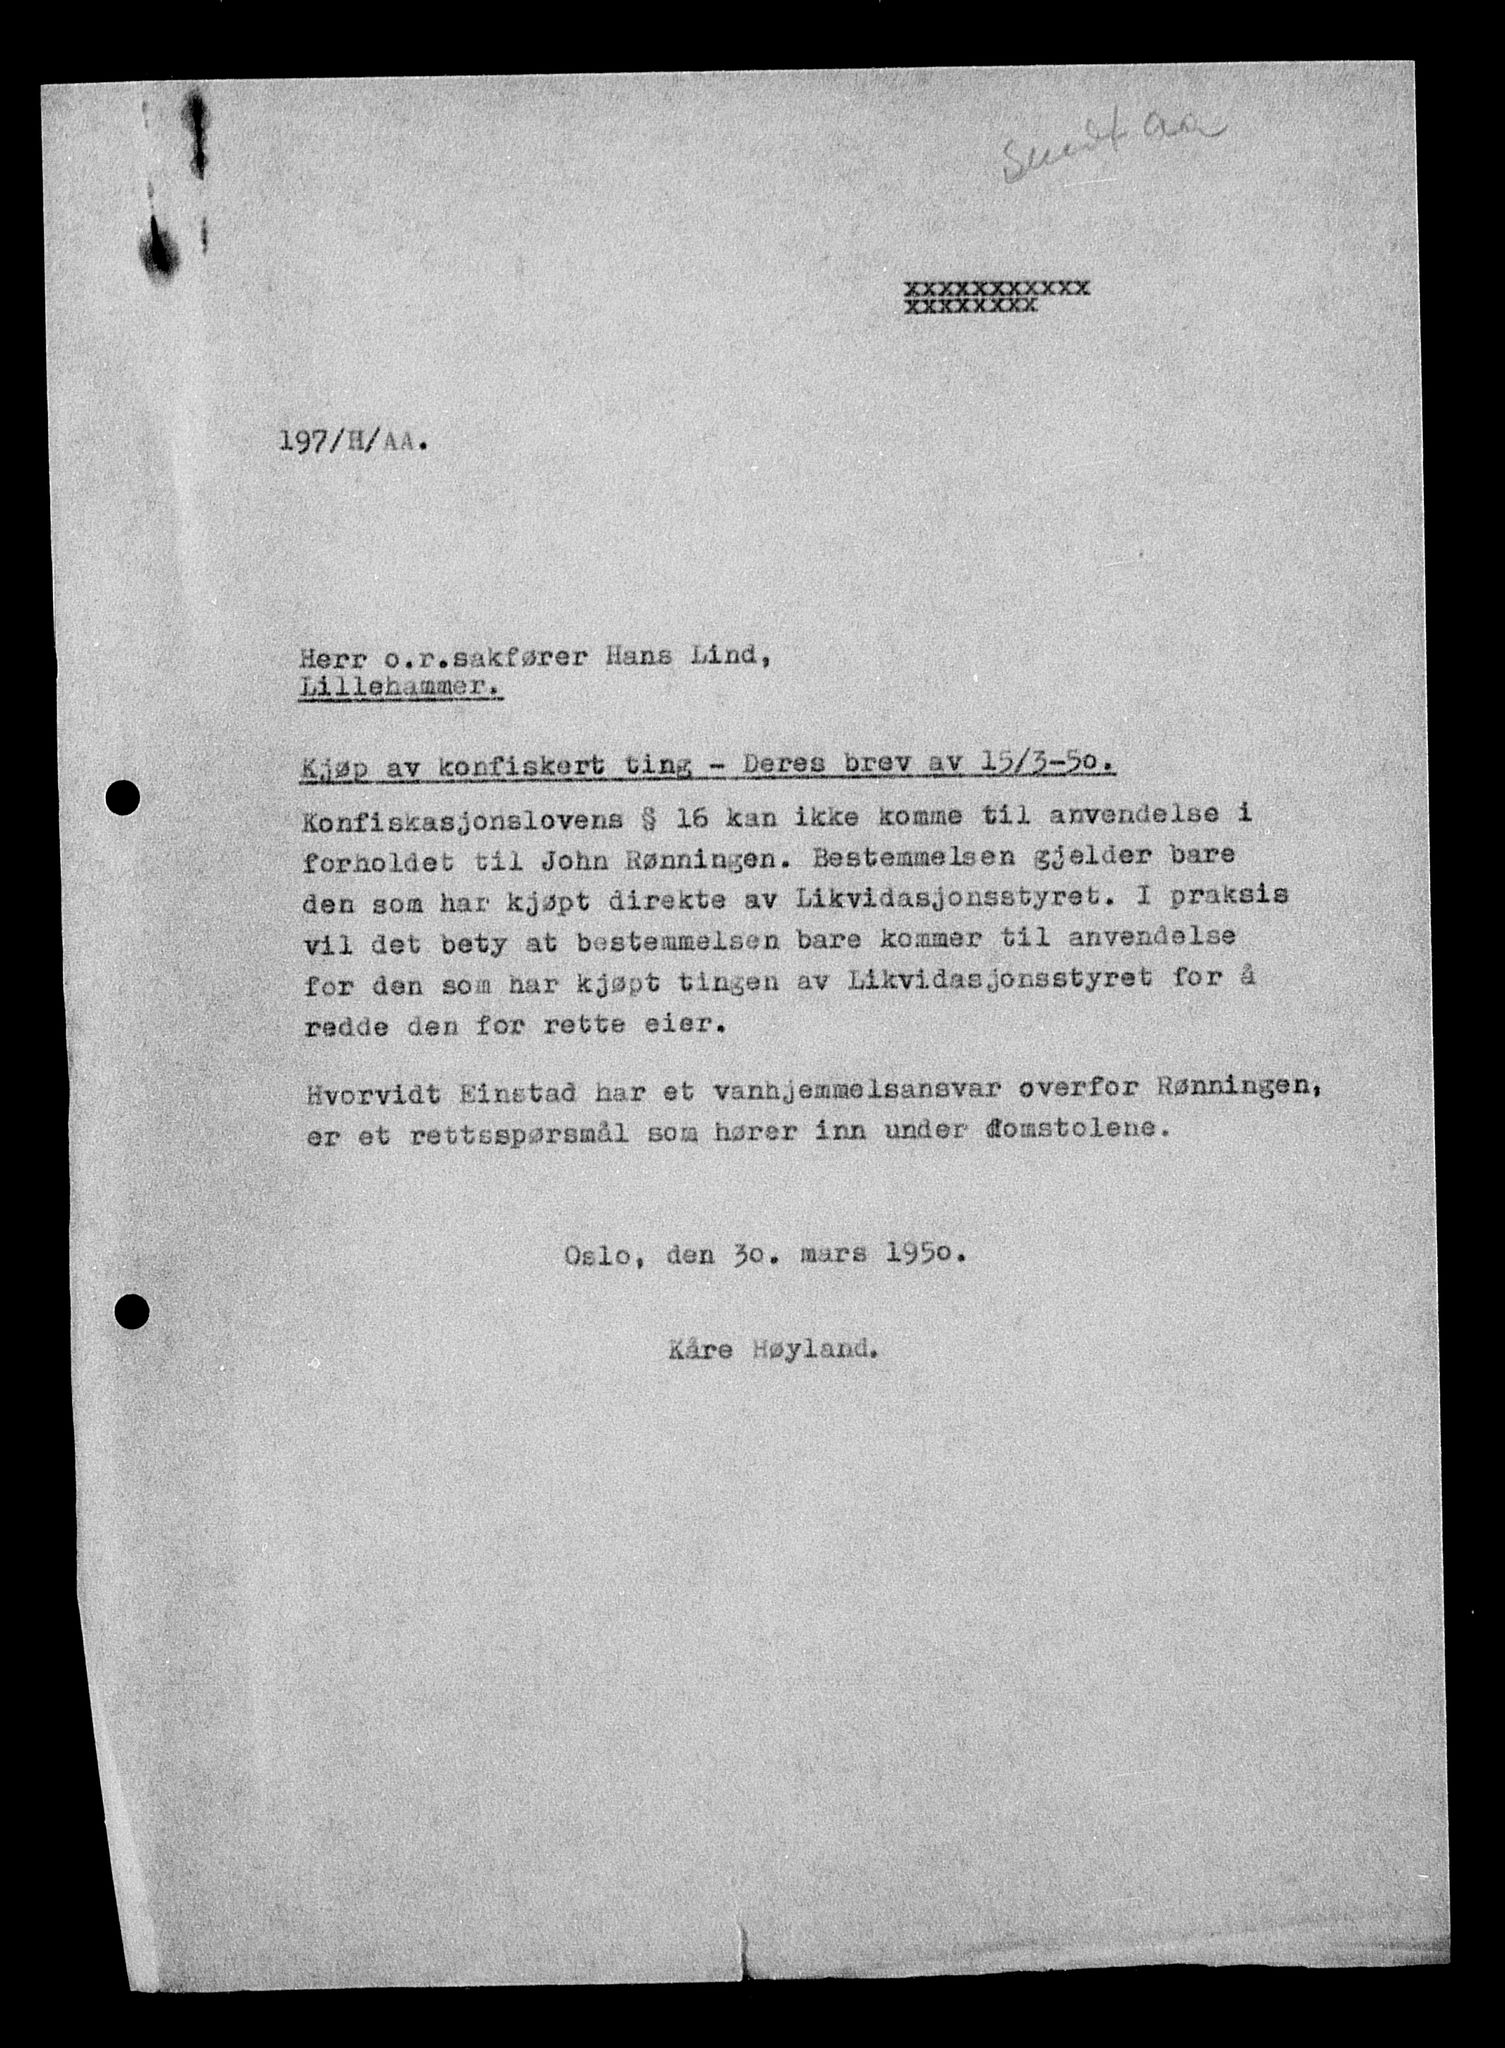 xxxxxxxxxxx
xxxxxxxx
197/H/AA.
Herr o.r.sakfører Hans Lind,
Lillehammer.
Kjøp av konfiskert ting - Deres brev av 15/3-50.
Konfiskasjonslovens § 16 kan ikke komme til anvendelse i
forholdet til John Rønningen. Bestemmelsen gjelder bare
den som har kjøpt direkte av Likvidasjonsstyret. I praksis
vil det bety at bestemmelsen bare kommer til anvendelse
for den som har kjøpt tingen av Likvidasjonsstyret for å
redde den for rette eier.
Hvorvidt Einstad har et vanhjemmelsansvar overfor Rønningen,
er et rettsspørsmål som hører inn under domstolene.
Oslo, den 30. mars 1950.
Kåre Høyland.